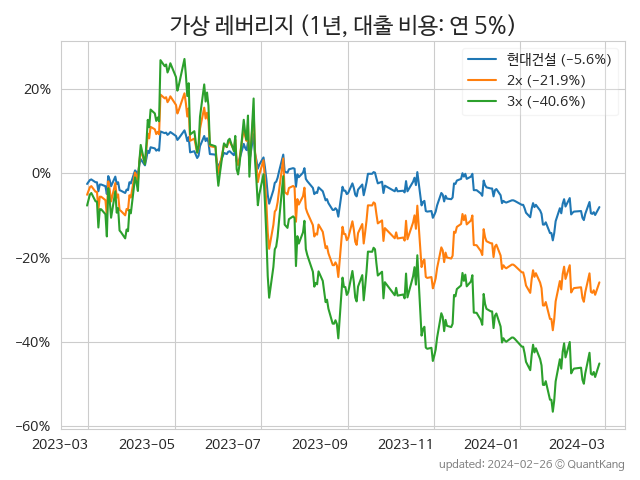 가상 레버리지 (1년, 대출 비용: 연 5%)
현대건설 (−5.6%)
2x (−21.9%)
3x (−40.6%)
20%
0%
−20%
−40%
−60%
2023−03 2023−05 2023−07 2023−09 2023−11 2024−01 2024−03
updated: 2024−02−26 ⓒ QuantKang